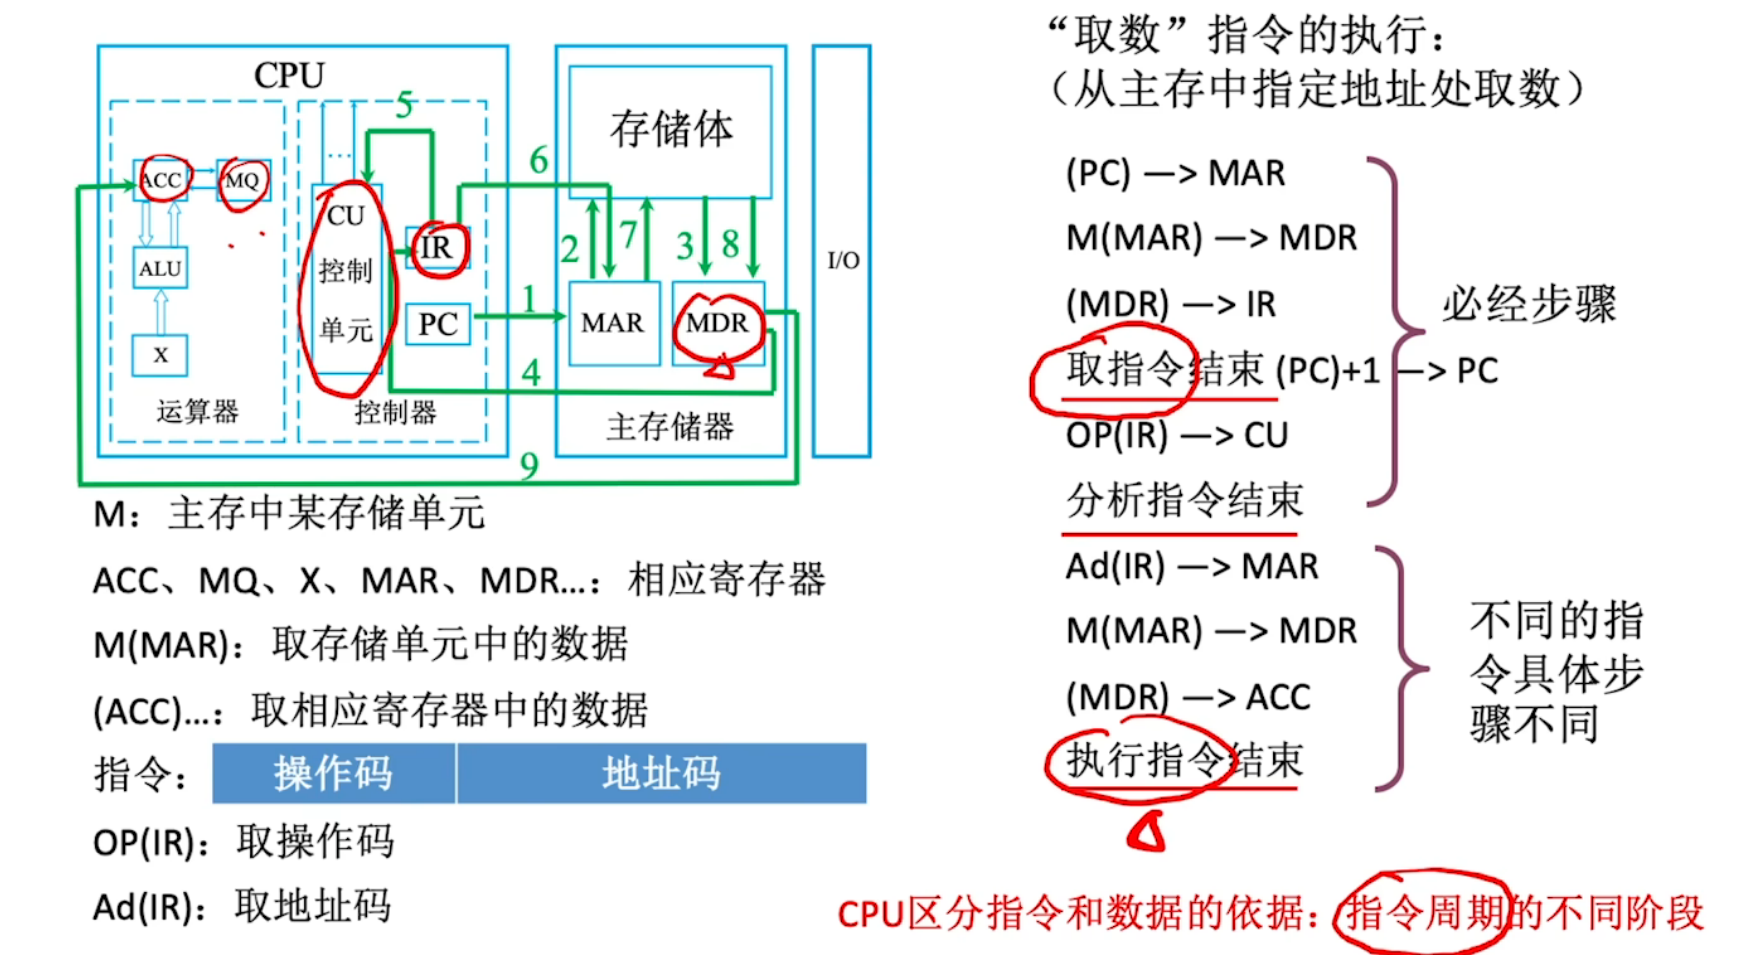 CPU
5
...
ACC
MQ
CU
控制
单元
IR
PC
ALU
X
运算器
控制器
6
1
4
9
存储体
2
7
3
8
MAR
MDR
主存储器
I/O
M：主存中某存储单元
ACC、MQ、X、MAR、MDR...：相应寄存器
M(MAR)：取存储单元中的数据
(ACC)...：取相应寄存器中的数据
指令：操作码 地址码
OP(IR)：取操作码
Ad(IR)：取地址码
“取数”指令的执行：
（从主存中指定地址处取数）
(PC) —> MAR
M(MAR) —> MDR
(MDR) —> IR
取指令结束 (PC)+1 —> PC
OP(IR) —> CU
分析指令结束
必经步骤
Ad(IR) —> MAR
M(MAR) —> MDR
(MDR) —> ACC
执行指令结束
不同的指
令具体步
骤不同
CPU区分指令和数据的依据：指令周期的不同阶段